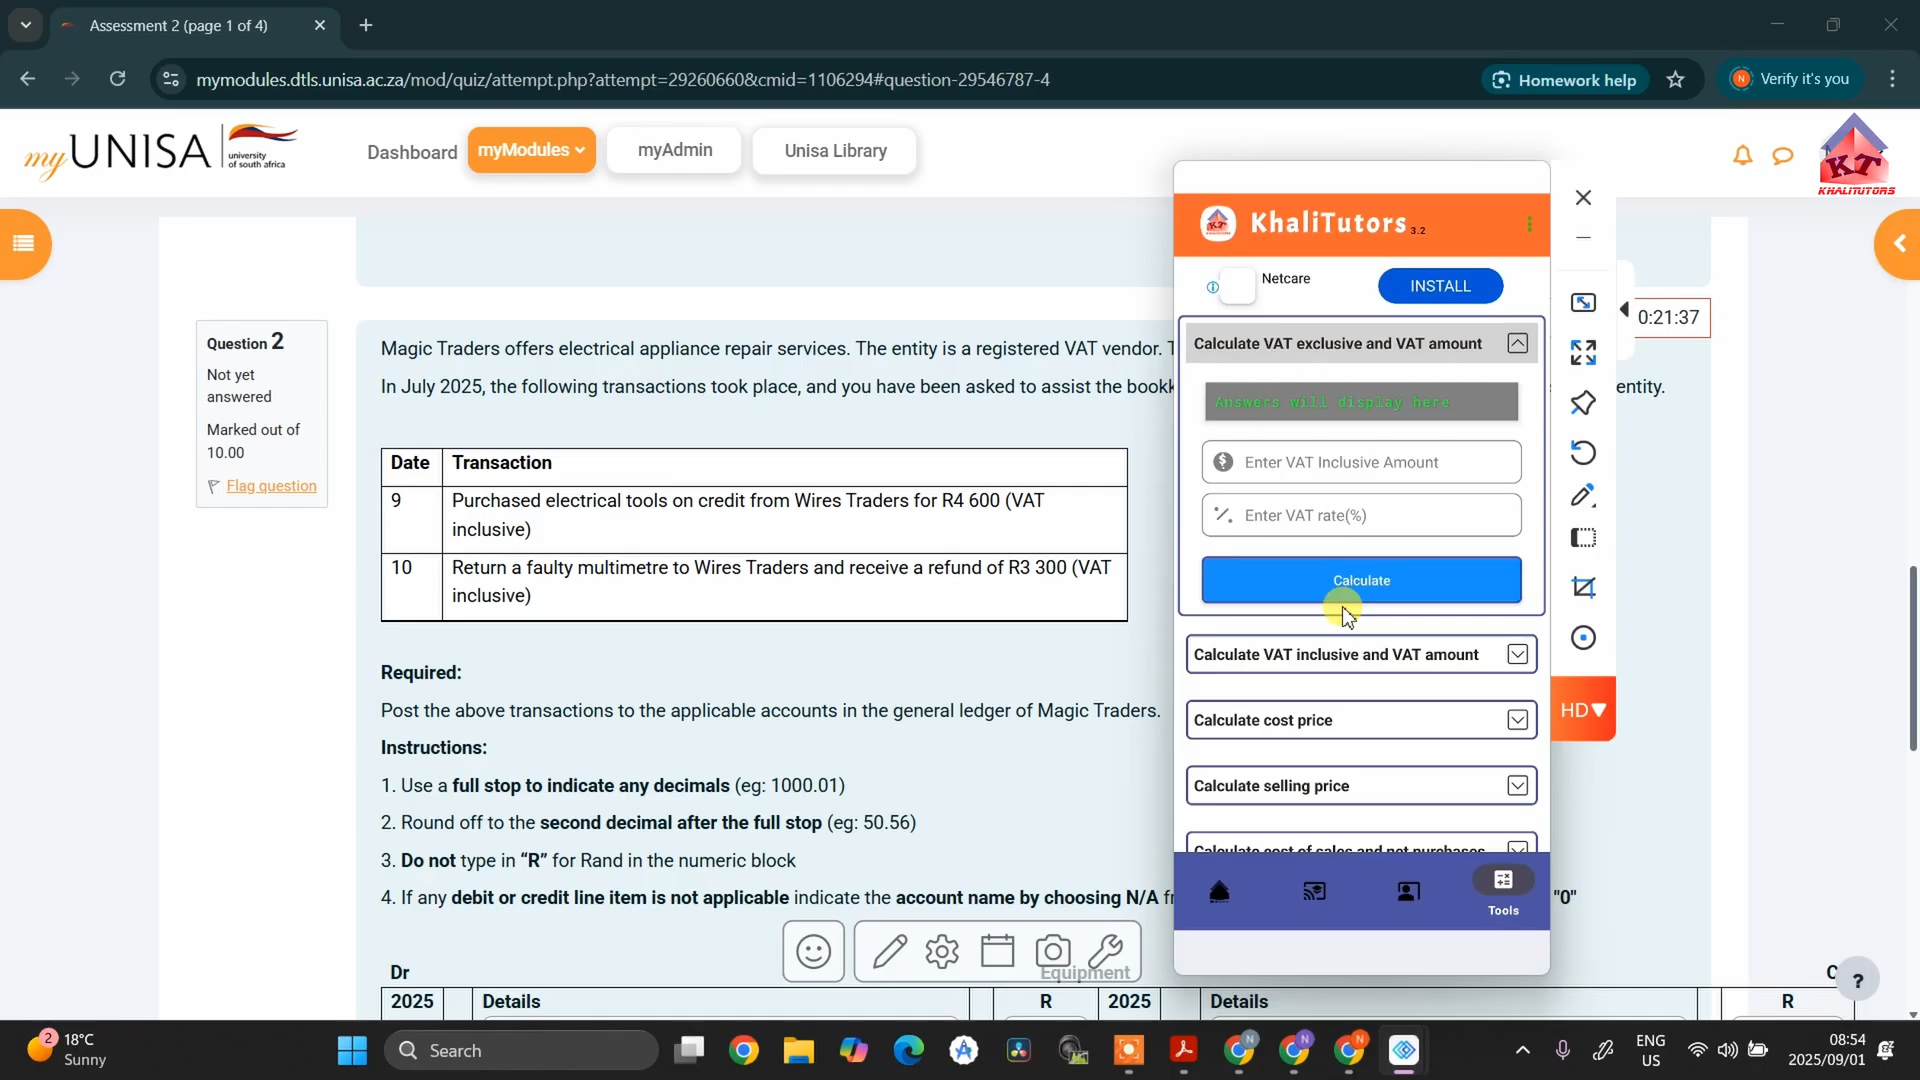 Assessment 2 (page 1 of 4)
mymodules.dtls.unisa.ac.za/mod/quiz/attempt.php?attempt=29260660&cmid=1106294#question-29546787-4
Homework help
N
Verify it's you
myUNISA
university
of south africa
Dashboard
myModules
myAdmin
Unisa Library
KT
KHALITUTORS
Question 2
Not yet
answered
Marked out of
10.00
Flag question
Magic Traders offers electrical appliance repair services. The entity is a registered VAT vendor.
In July 2025, the following transactions took place, and you have been asked to assist the
entity.
Date Transaction
9 Purchased electrical tools on credit from Wires Traders for R4 600 (VAT
inclusive)
10 Return a faulty multimetre to Wires Traders and receive a refund of R3 300 (VAT
inclusive)
Required:
Post the above transactions to the applicable accounts in the general ledger of Magic Traders.
Instructions:
1. Use a full stop to indicate any decimals (eg: 1000.01)
2. Round off to the second decimal after the full stop (eg: 50.56)
3. Do not type in “R” for Rand in the numeric block
4. If any debit or credit line item is not applicable indicate the account name by choosing N/A
"0"
Dr
Equipment
2025 Details R 2025 Details R
KhaliTutors 3.2
Netcare
INSTALL
Calculate VAT exclusive and VAT amount
Answers will display here
Enter VAT Inclusive Amount
Enter VAT rate(%)
Calculate
Calculate VAT inclusive and VAT amount
Calculate cost price
Calculate selling price
Calculate cost of sales and net purchases
Tools
0:21:37
HD
?
2
18°C
Sunny
Search
ENG
US
08:54
2025/09/01